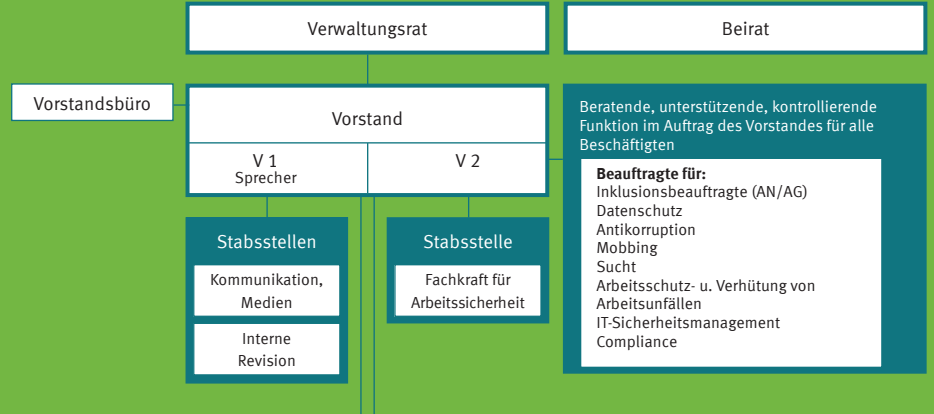 Verwaltungsrat
Beirat
Vorstandsbüro
Vorstand
V 1
Sprecher
V 2
Beratende, unterstützende, kontrollierende
Funktion im Auftrag des Vorstandes für alle
Beschäftigten
Beauftragte für:
Inklusionsbeauftragte (AN/AG)
Datenschutz
Antikorruption
Mobbing
Sucht
Arbeitsschutz- u. Verhütung von
Arbeitsunfällen
IT-Sicherheitsmanagement
Compliance
Stabsstellen
Kommunikation,
Medien
Interne
Revision
Stabsstelle
Fachkraft für
Arbeitssicherheit